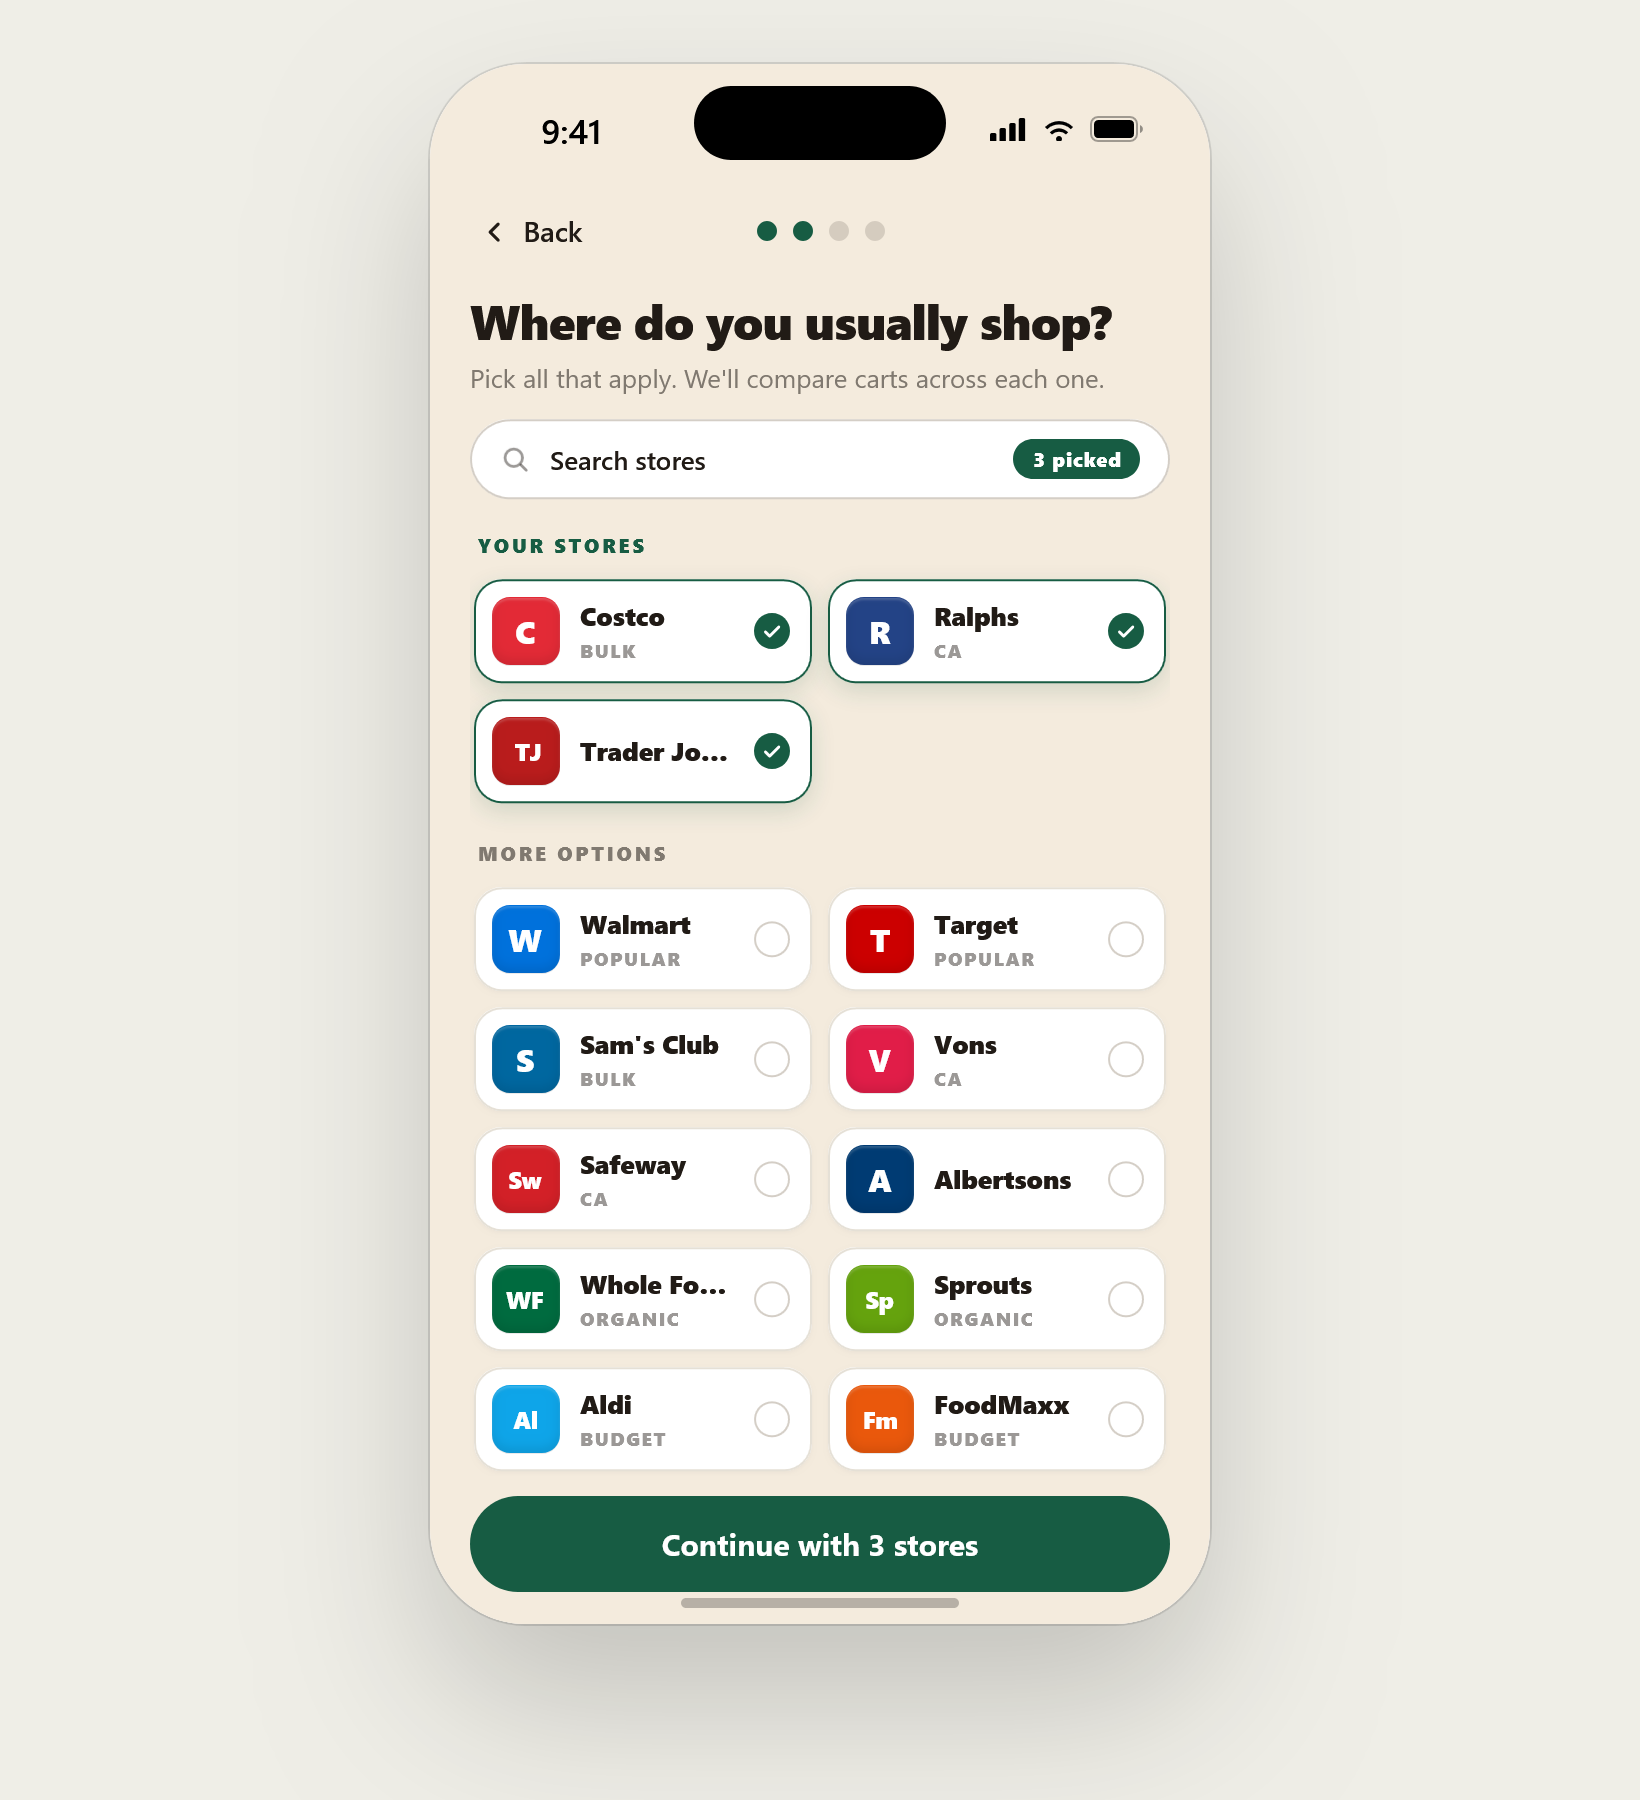 9:41
Back
Where do you usually shop?
Pick all that apply. We'll compare carts across each one.
Search stores
3 picked
YOUR STORES
C
Costco
BULK
R
Ralphs
CA
TJ
Trader Jo...
MORE OPTIONS
W
Walmart
POPULAR
T
Target
POPULAR
S
Sam's Club
BULK
V
Vons
CA
Sw
Safeway
CA
A
Albertsons
WF
Whole Fo...
ORGANIC
Sp
Sprouts
ORGANIC
Al
Aldi
BUDGET
Fm
FoodMaxx
BUDGET
Continue with 3 stores